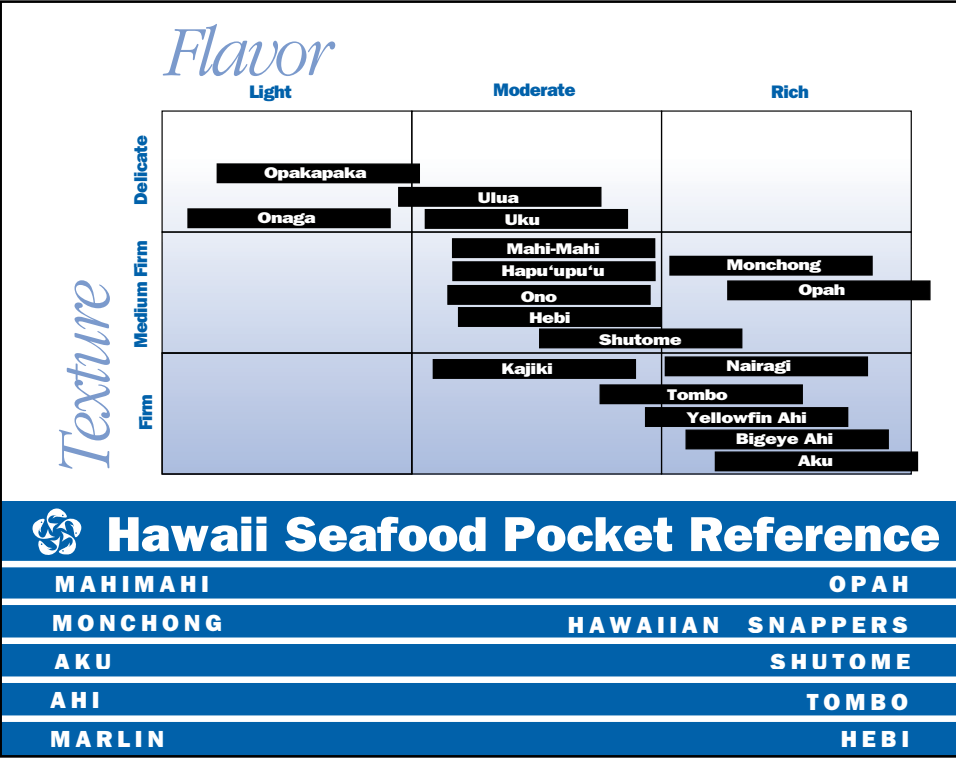 Flavor
Light Moderate Rich
Texture
Delicate
Opakapaka
Ulua
Onaga Uku
Medium Firm
Mahi-Mahi
Monchong
Hapu‘upu‘u
Opah
Ono
Hebi
Shutome
Firm
Kajiki Nairagi
Tombo
Yellowfin Ahi
Bigeye Ahi
Aku
Hawaii Seafood Pocket Reference
MAHIMAHI OPAH
MONCHONG HAWAIIAN SNAPPERS
AKU SHUTOME
AHI TOMBO
MARLIN HEBI